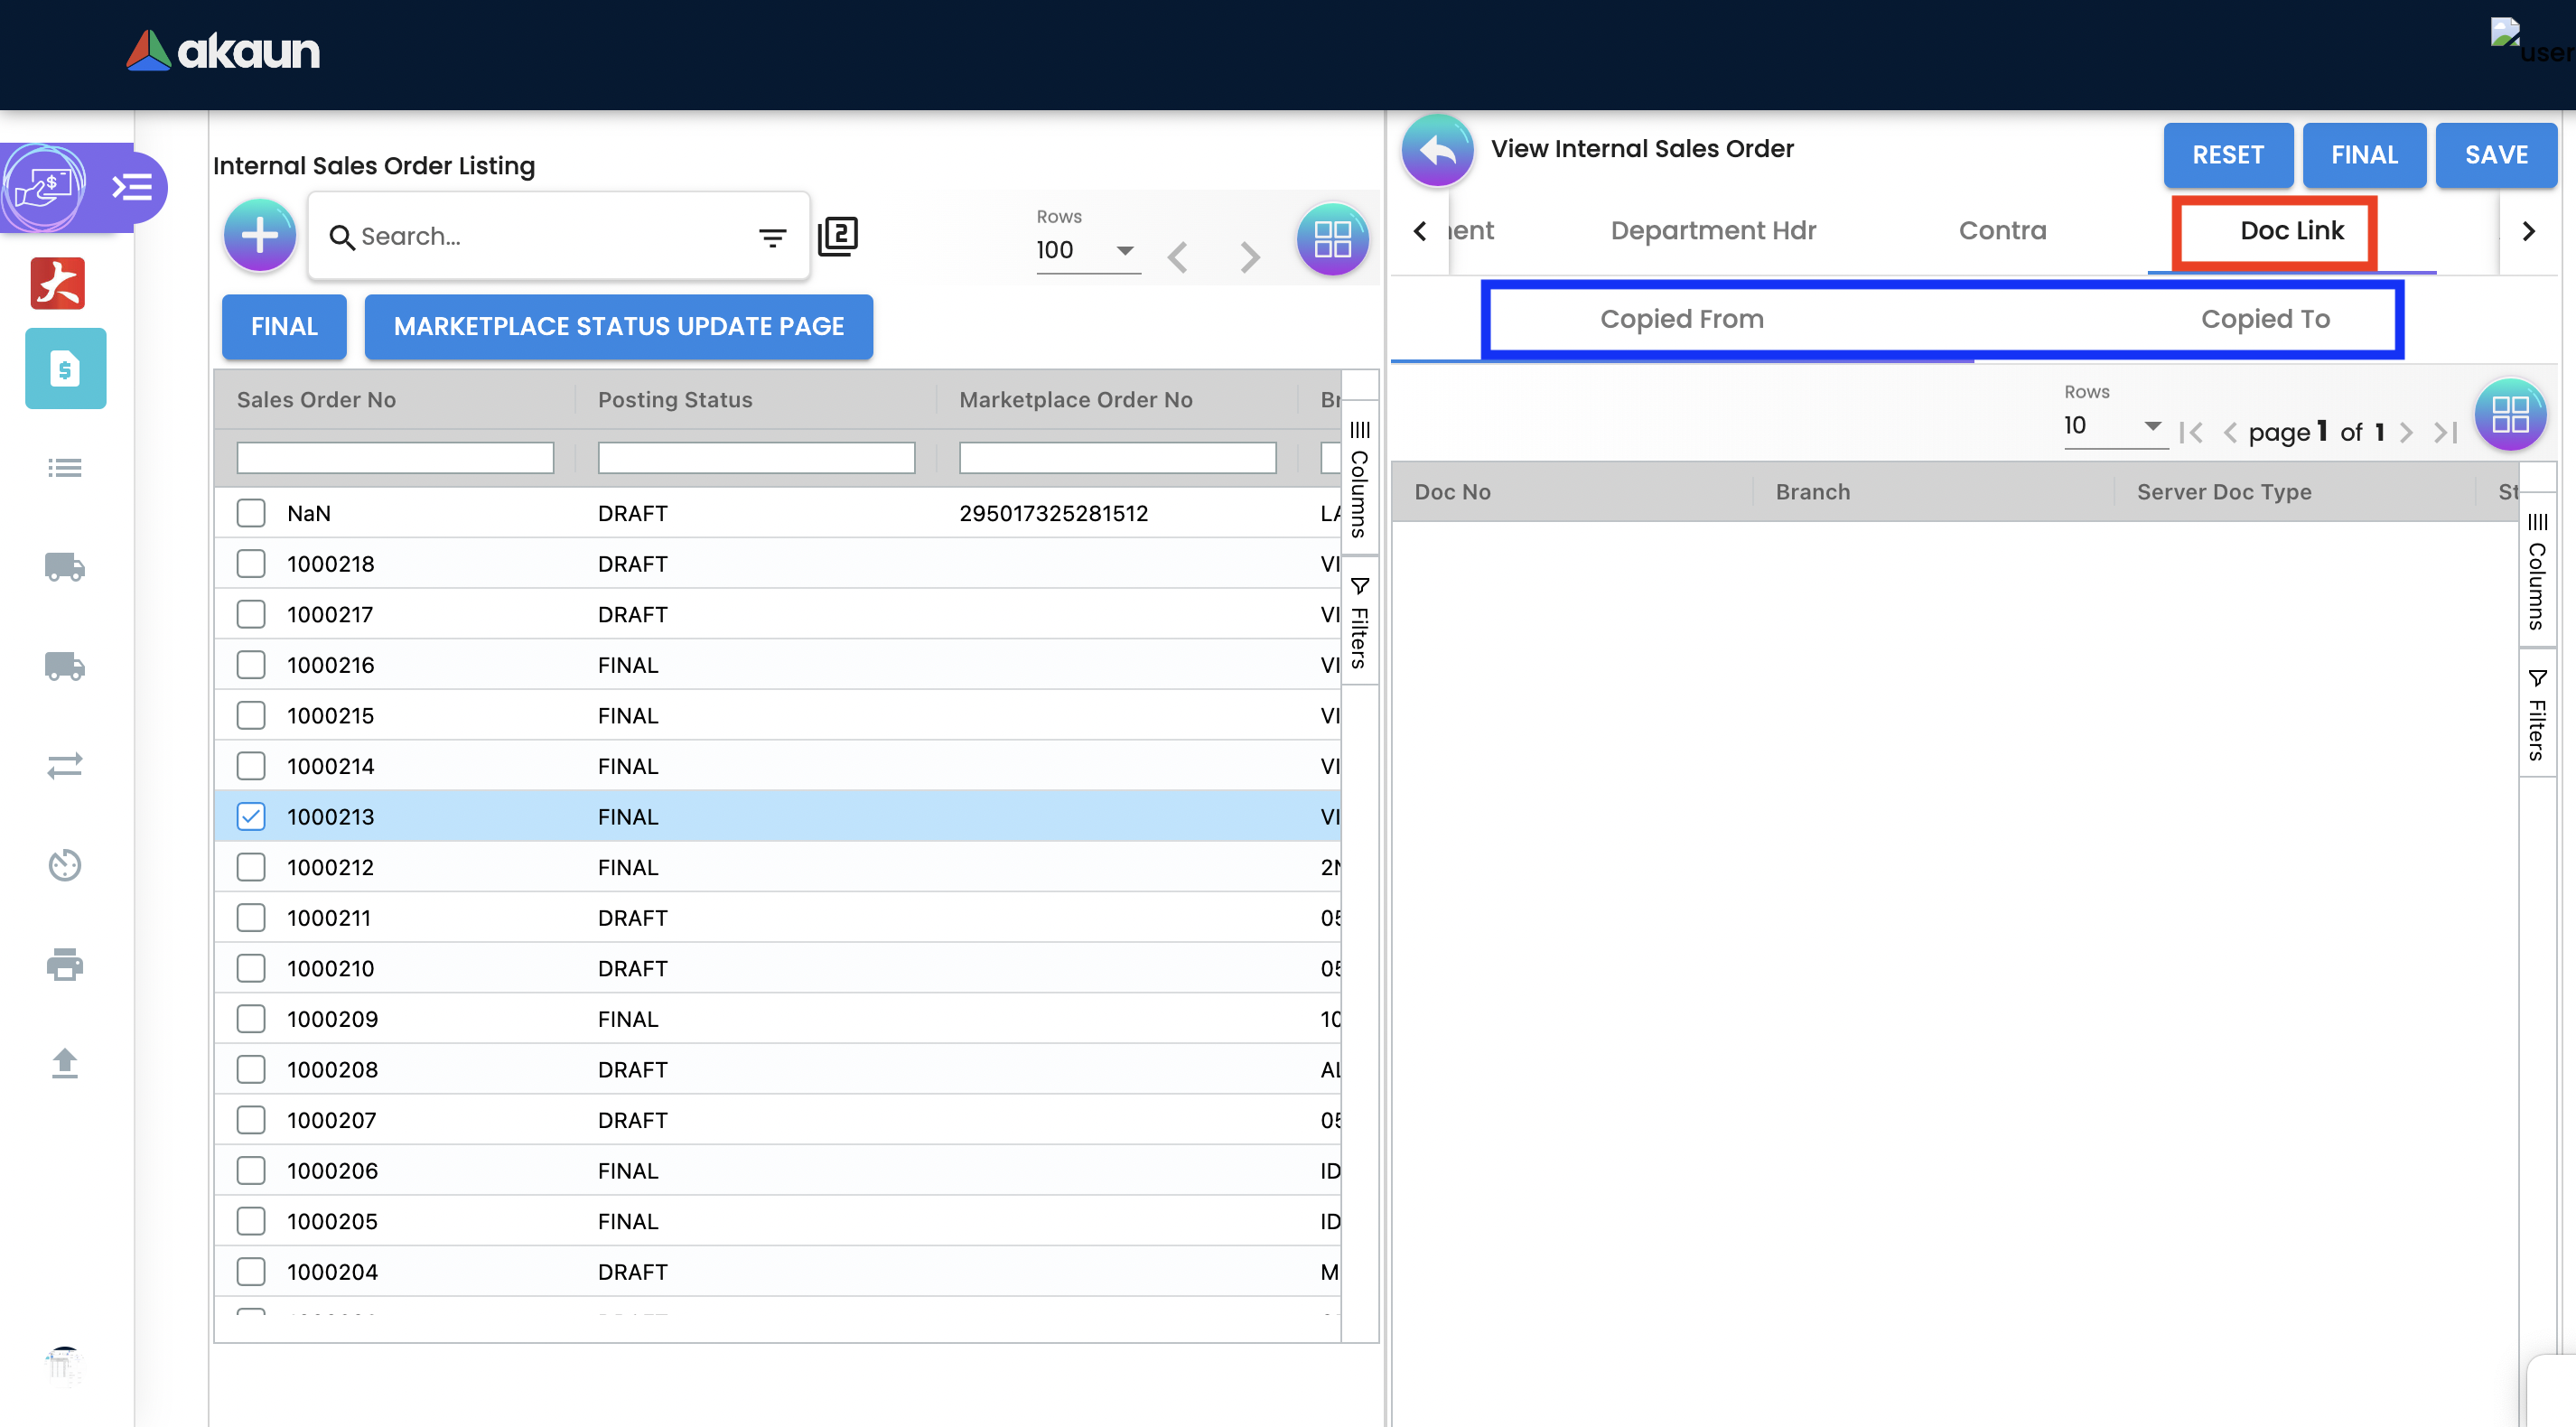 akaun
user
Internal Sales Order Listing
Search...
2
Rows
100
FINAL
MARKETPLACE STATUS UPDATE PAGE
Sales Order No Posting Status Marketplace Order No Br
NaN DRAFT 295017325281512 LA
1000218 DRAFT VI
1000217 DRAFT VI
1000216 FINAL VI
1000215 FINAL VI
1000214 FINAL VI
1000213 FINAL VI
1000212 FINAL 2N
1000211 DRAFT 05
1000210 DRAFT 05
1000209 FINAL 10
1000208 DRAFT AL
1000207 DRAFT 05
1000206 FINAL ID
1000205 FINAL ID
1000204 DRAFT M
Columns
Filters
View Internal Sales Order
RESET
FINAL
SAVE
ment Department Hdr Contra Doc Link
Copied From Copied To
Rows
10
page 1 of 1
Doc No Branch Server Doc Type St
Columns
Filters